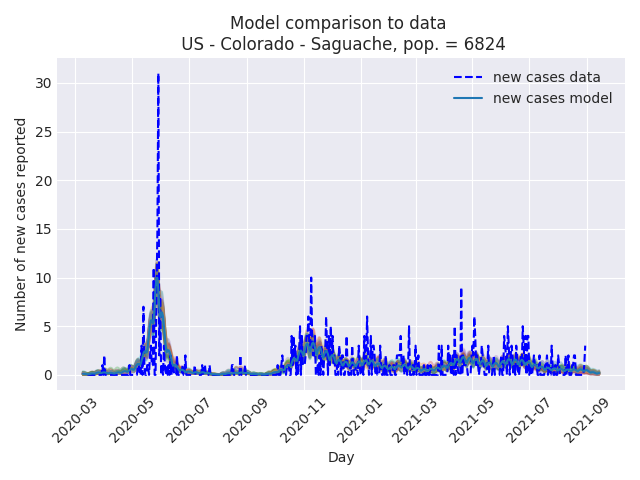 Model comparison to data
US - Colorado - Saguache, pop. = 6824
new cases data
new cases model
Number of new cases reported
30
25
20
15
10
5
0
2020-03
2020-05
2020-07
2020-09
2020-11
2021-01
2021-03
2021-05
2021-07
2021-09
Day